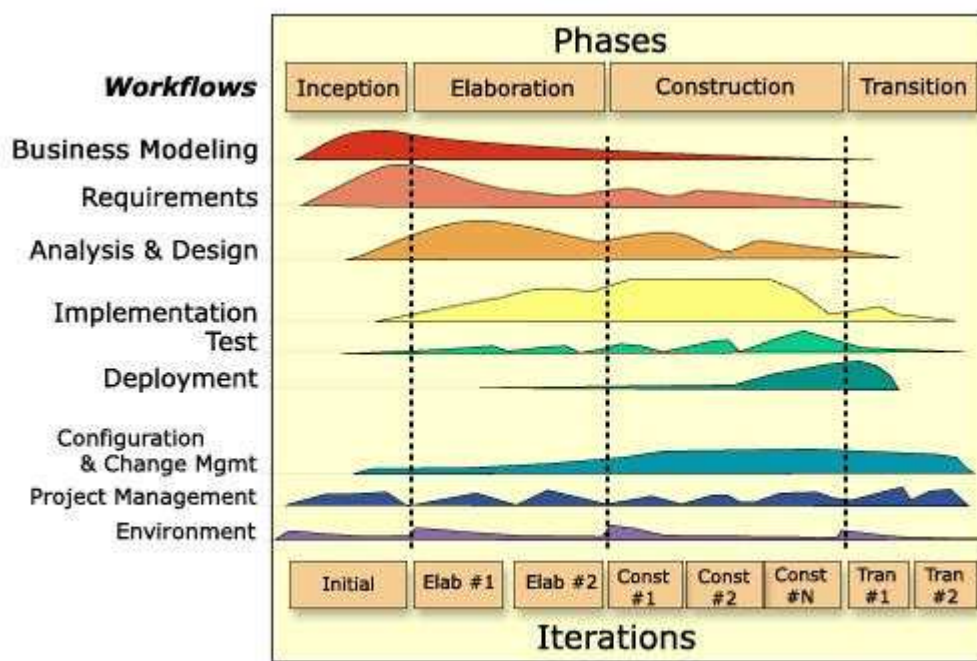 Phases
Workflows
Inception
Elaboration
Construction
Transition
Business Modeling
Requirements
Analysis & Design
Implementation
Test
Deployment
Configuration
& Change Mgmt
Project Management
Environment
Initial
Elab #1
Elab #2
Const
#1
Const
#2
Const
#N
Tran
#1
Tran
#2
Iterations